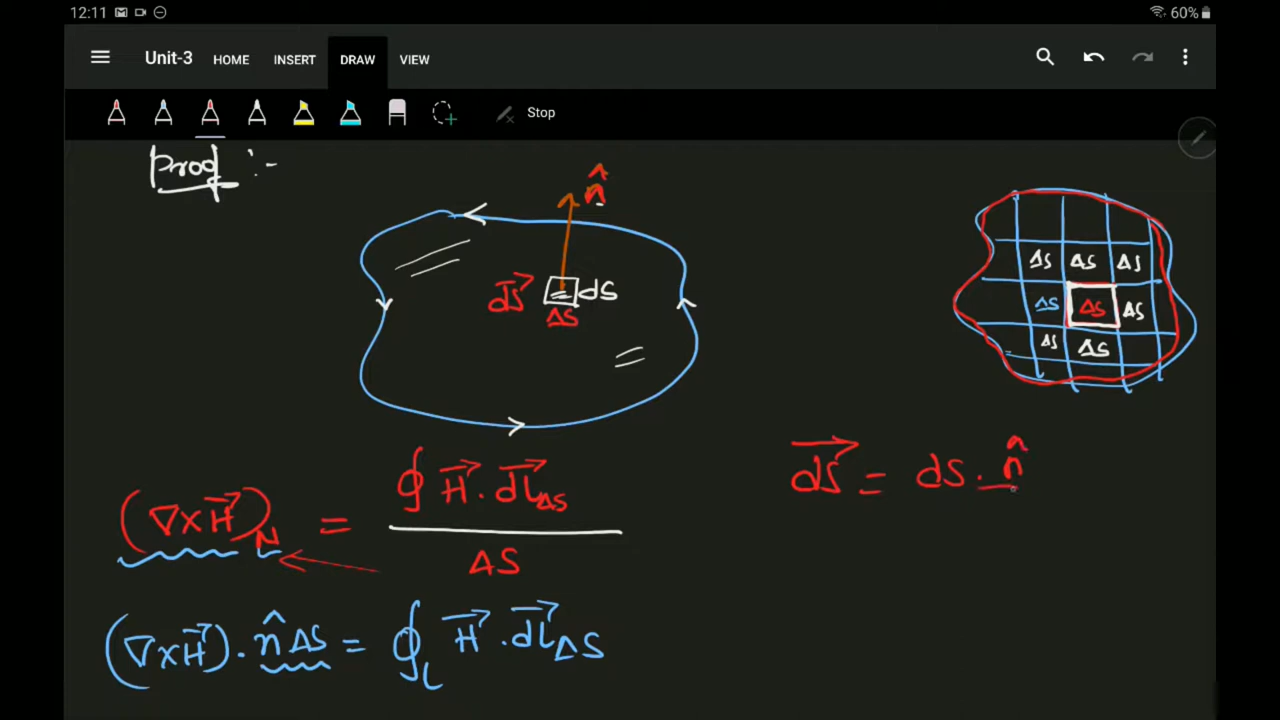 12:11 60%
Unit-3 HOME INSERT DRAW VIEW
Stop
Proof :-
n̂
ds⃗ ds
ΔS
ΔS ΔS ΔS
ΔS ΔS ΔS
ΔS ΔS
ds⃗ = ds . n̂
(∇×H⃗)N = ∮ H⃗ . dL⃗ΔS / ΔS
(∇×H⃗) . n̂ ΔS = ∮L H⃗ . dL⃗ΔS